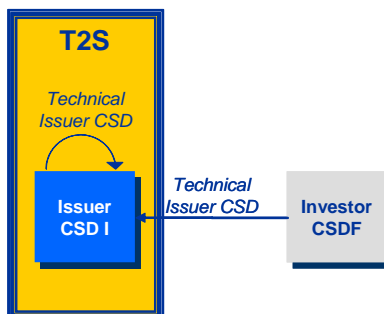 T2S
Technical
Issuer CSD
Issuer
CSD I
Technical
Issuer CSD
Investor
CSDF